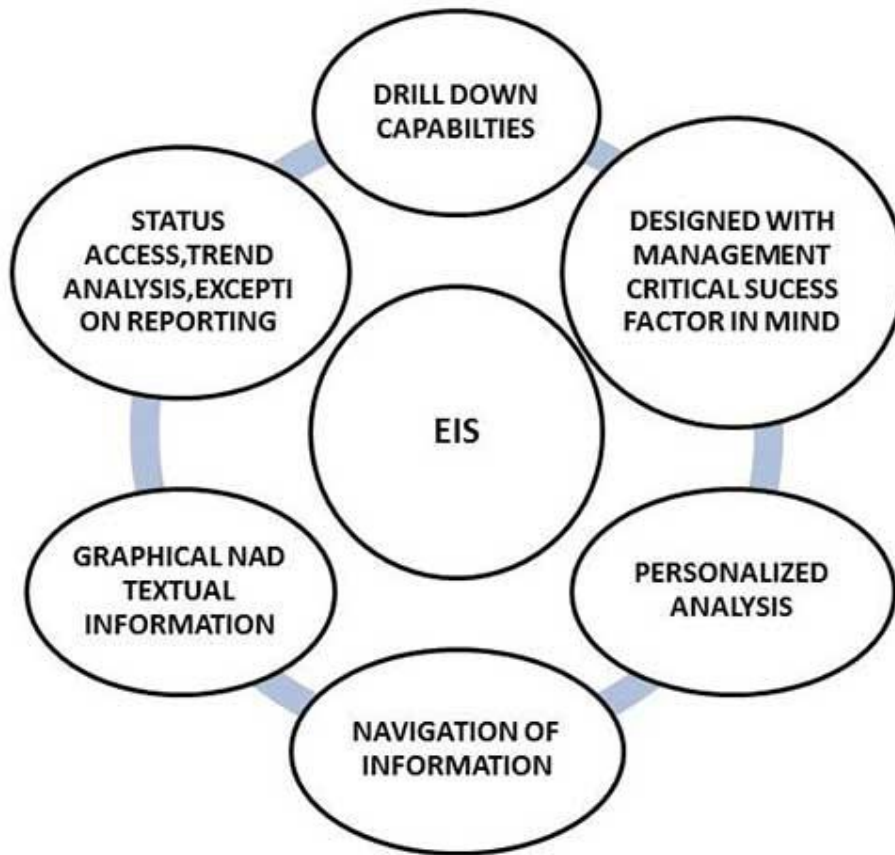 DRILL DOWN
CAPABILTIES
DESIGNED WITH
MANAGEMENT
CRITICAL SUCESS
FACTOR IN MIND
PERSONALIZED
ANALYSIS
NAVIGATION OF
INFORMATION
GRAPHICAL NAD
TEXTUAL
INFORMATION
STATUS
ACCESS,TREND
ANALYSIS,EXCEPTI
ON REPORTING
EIS